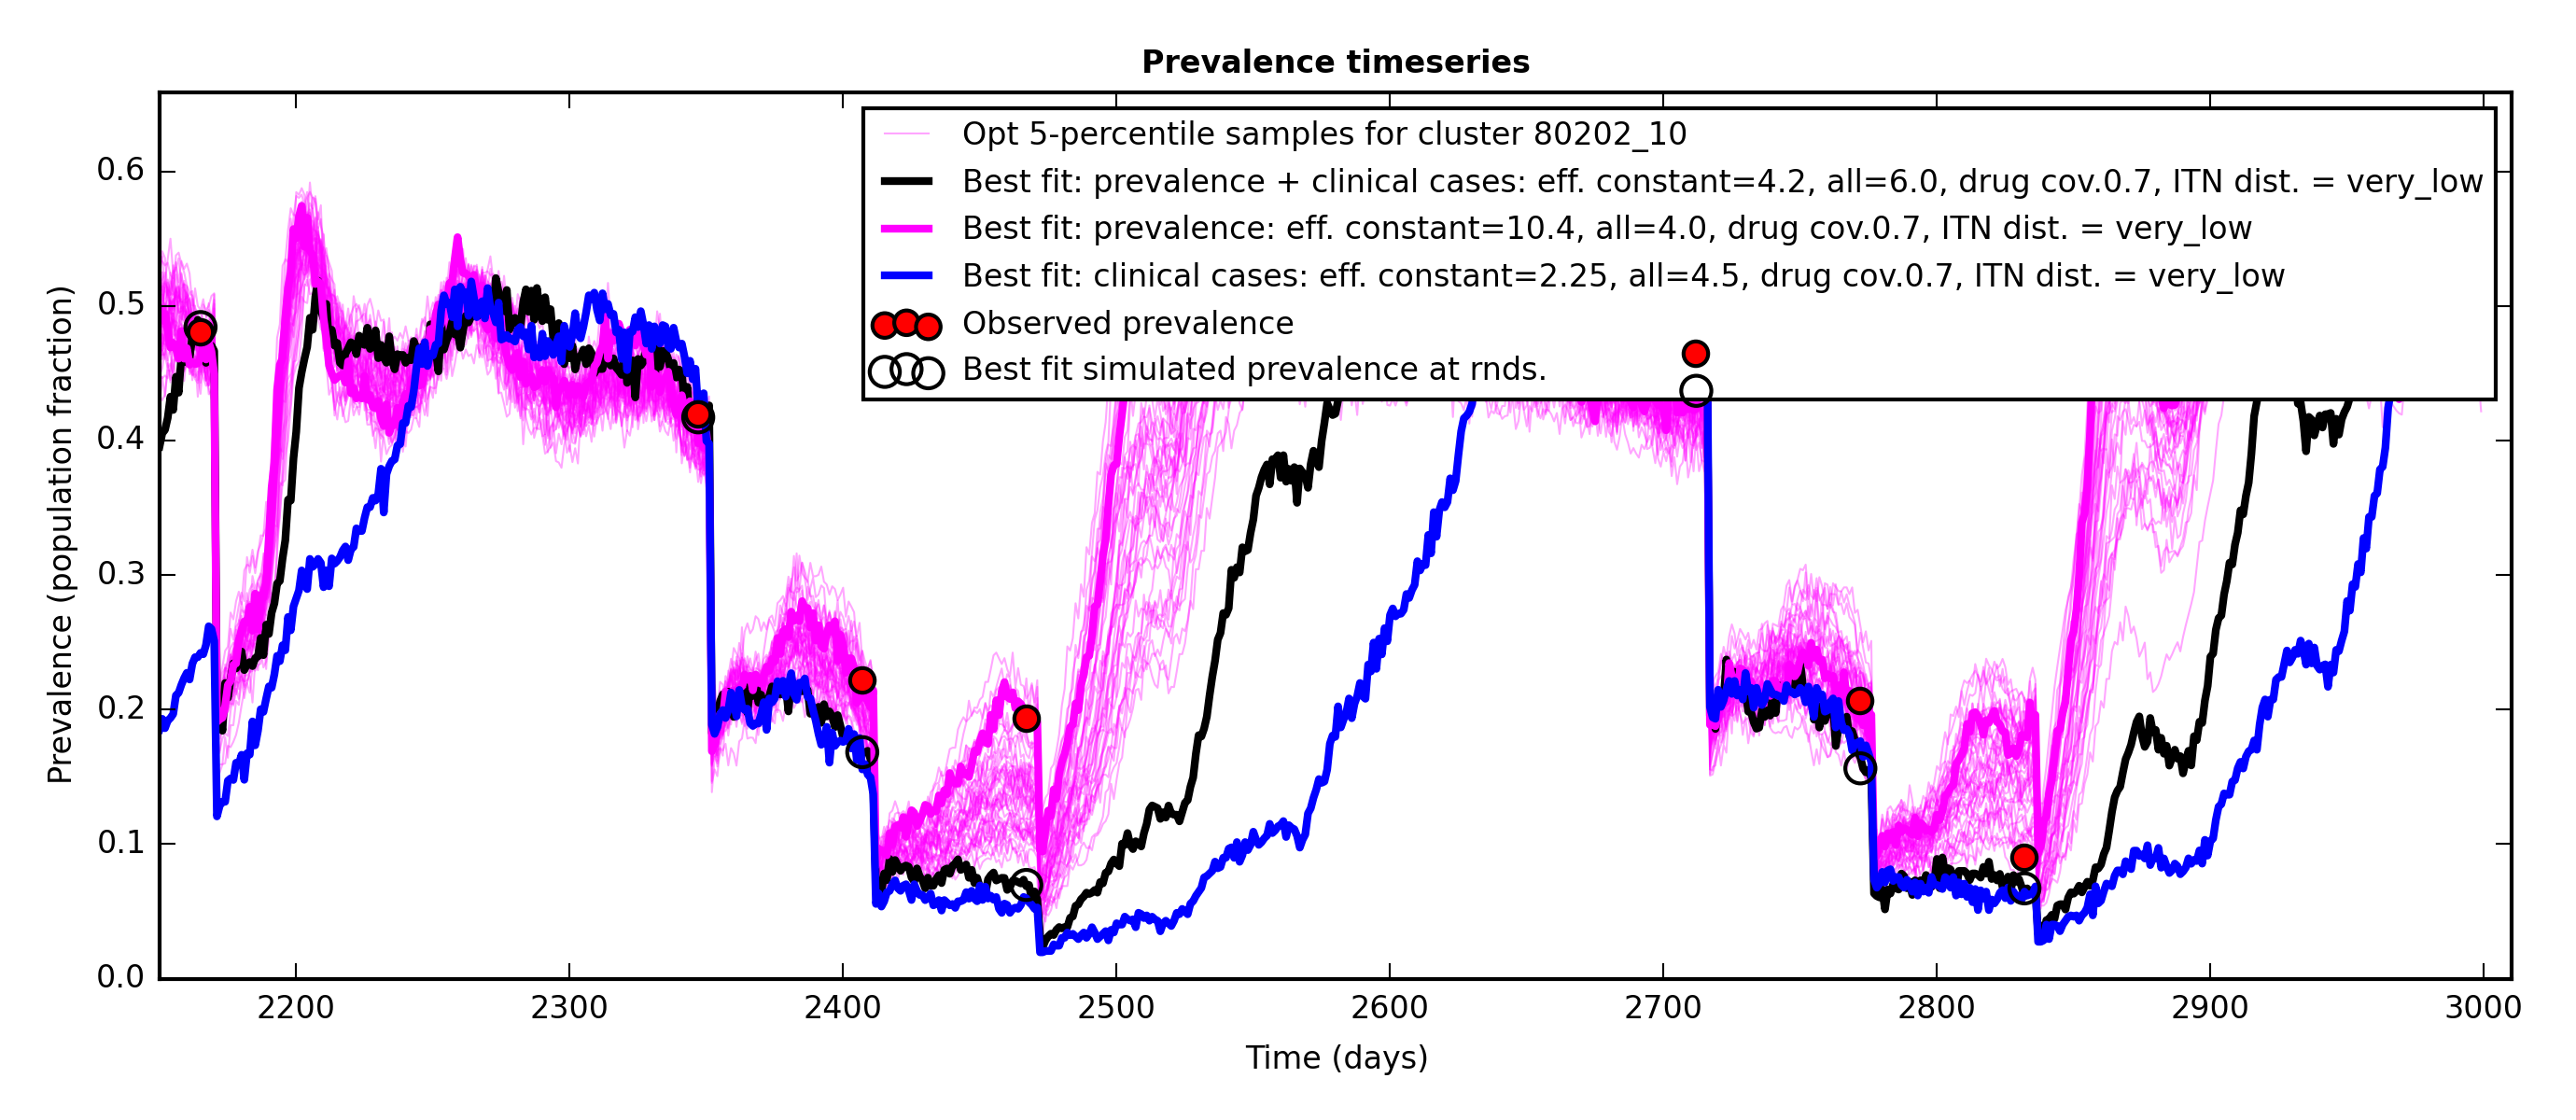 Prevalence timeseries
Opt 5-percentile samples for cluster 80202_10
Best fit: prevalence + clinical cases: eff. constant=4.2, all=6.0, drug cov.0.7, ITN dist. = very_low
Best fit: prevalence: eff. constant=10.4, all=4.0, drug cov.0.7, ITN dist. = very_low
Best fit: clinical cases: eff. constant=2.25, all=4.5, drug cov.0.7, ITN dist. = very_low
Observed prevalence
Best fit simulated prevalence at rnds.
Prevalence (population fraction)
0.6
0.5
0.4
0.3
0.2
0.1
0.0
2200 2300 2400 2500 2600 2700 2800 2900 3000
Time (days)